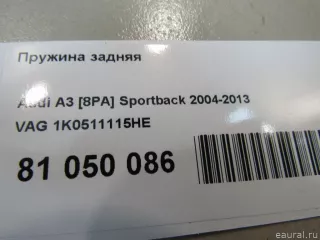 Пружина задняя
Audi A3 [8PA] Sportback 2004-2013
VAG 1K0511115HE
81 050 086
eaural.ru